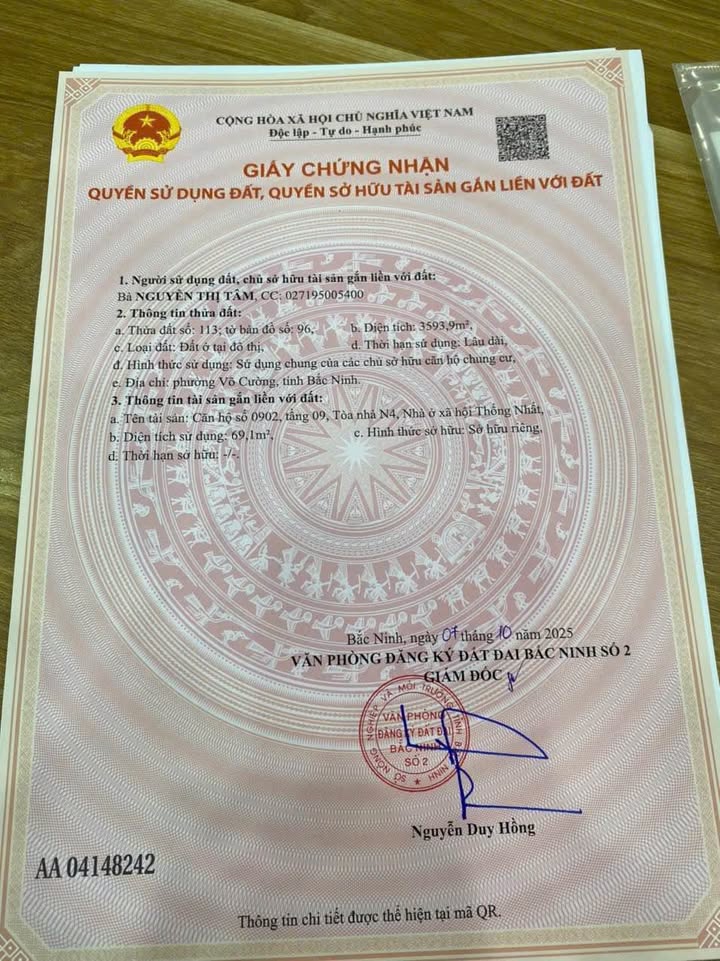 CỘNG HÒA XÃ HỘI CHỦ NGHĨA VIỆT NAM
Độc lập - Tự do - Hạnh phúc
GIẤY CHỨNG NHẬN
QUYỀN SỬ DỤNG ĐẤT, QUYỀN SỞ HỮU TÀI SẢN GẮN LIỀN VỚI ĐẤT
1. Người sử dụng đất, chủ sở hữu tài sản gắn liền với đất:
Bà NGUYỄN THỊ TÂM, CC: 027195005400
2. Thông tin thửa đất:
a. Thửa đất số: 113; tờ bản đồ số: 96, b. Diện tích: 3593,9m²,
c. Loại đất: Đất ở tại đô thị, d. Thời hạn sử dụng: Lâu dài,
đ. Hình thức sử dụng: Sử dụng chung của các chủ sở hữu căn hộ chung cư,
e. Địa chỉ: phường Võ Cường, tỉnh Bắc Ninh.
3. Thông tin tài sản gắn liền với đất:
a. Tên tài sản: Căn hộ số 0902, tầng 09, Tòa nhà N4, Nhà ở xã hội Thống Nhất,
b. Diện tích sử dụng: 69,1m², c. Hình thức sở hữu: Sở hữu riêng,
d. Thời hạn sở hữu: -/-.
Bắc Ninh, ngày 07 tháng 10 năm 2025
VĂN PHÒNG ĐĂNG KÝ ĐẤT ĐAI BẮC NINH SỐ 2
GIÁM ĐỐC
SỞ NÔNG NGHIỆP VÀ MÔI TRƯỜNG TỈNH BẮC NINH
VĂN PHÒNG
ĐĂNG KÝ ĐẤT ĐAI
BẮC NINH
SỐ 2
Nguyễn Duy Hồng
AA 04148242
Thông tin chi tiết được thể hiện tại mã QR.